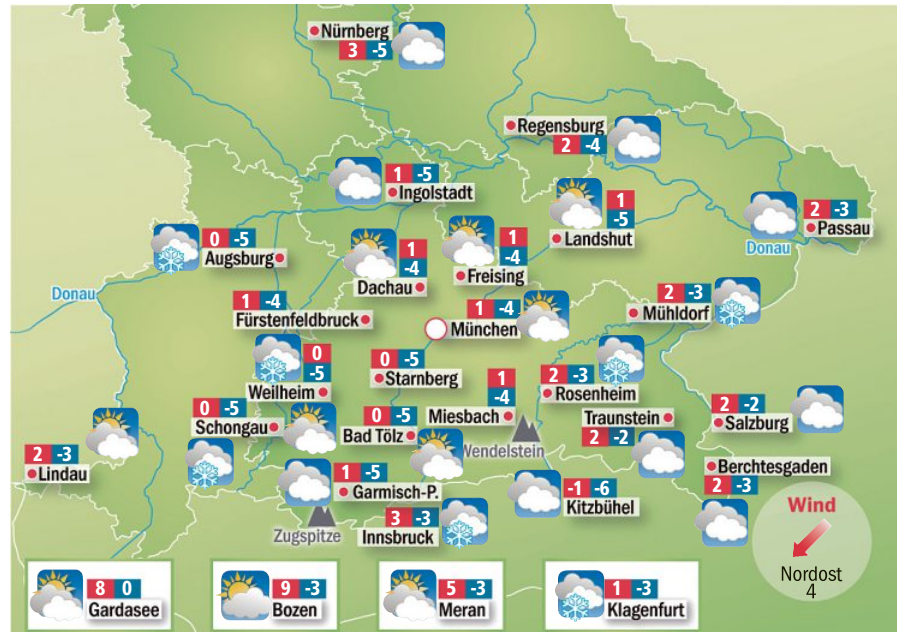 Nürnberg
3 -5
Regensburg
2 -4
1 -5
Ingolstadt
1
-5
Landshut
2 -3
Passau
Donau
0 -5
Augsburg
1
-4
Dachau
1
-4
Freising
Donau
1 -4
Fürstenfeldbruck
1 -4
München
2 -3
Mühldorf
0
-5
Weilheim
0 -5
Starnberg
1
-4
Miesbach
2 -3
Rosenheim
0 -5
Schongau
0 -5
Bad Tölz
Wendelstein
Traunstein
2 -2
2 -2
Salzburg
2 -3
Lindau
1 -5
Garmisch-P.
Zugspitze
3 -3
Innsbruck
-1 -6
Kitzbühel
Berchtesgaden
2 -3
Wind
Nordost
4
8 0
Gardasee
9 -3
Bozen
5 -3
Meran
1 -3
Klagenfurt